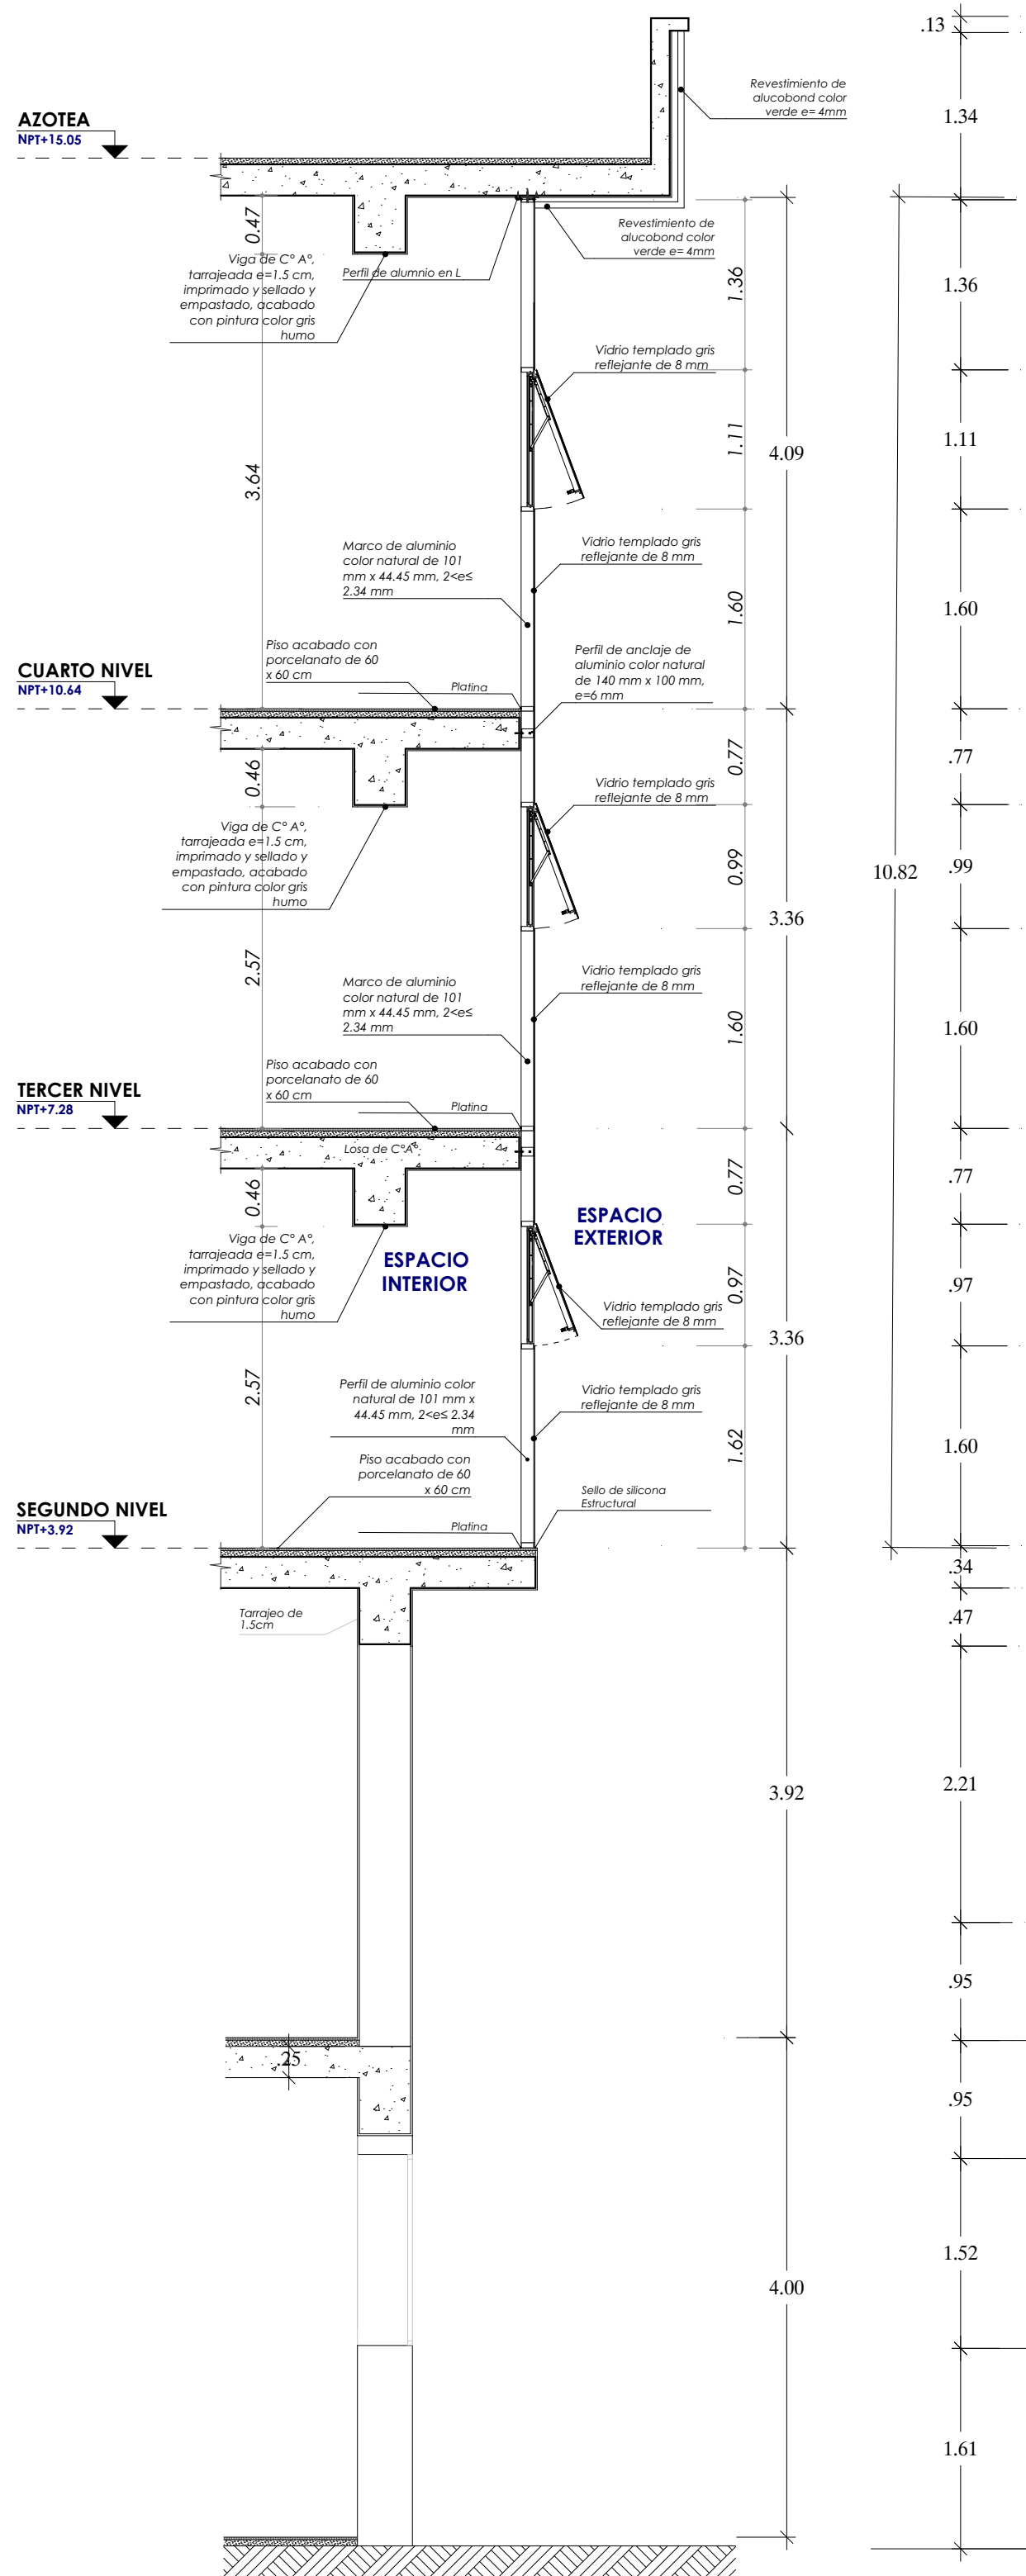 .13
Revestimiento de
alucobond color
verde e= 4mm
1.34
AZOTEA
NPT+15.05
0.47
Revestimiento de
alucobond color
verde e= 4mm
Viga de C° A°,
tarrajeada e=1.5 cm,
imprimado y sellado y
empastado, acabado
con pintura color gris
humo
Perfil de alumnio en L
1.36
1.36
Vidrio templado gris
reflejante de 8 mm
1.11
4.09
1.11
3.64
Marco de aluminio
color natural de 101
mm x 44.45 mm, 2<e≤
2.34 mm
Vidrio templado gris
reflejante de 8 mm
1.60
1.60
Piso acabado con
porcelanato de 60
x 60 cm
Perfil de anclaje de
aluminio color natural
de 140 mm x 100 mm,
e=6 mm
CUARTO NIVEL
NPT+10.64
Platina
0.77
.77
0.46
Vidrio templado gris
reflejante de 8 mm
Viga de C° A°,
tarrajeada e=1.5 cm,
imprimado y sellado y
empastado, acabado
con pintura color gris
humo
0.99
10.82
.99
3.36
2.57
Marco de aluminio
color natural de 101
mm x 44.45 mm, 2<e≤
2.34 mm
Vidrio templado gris
reflejante de 8 mm
1.60
1.60
Piso acabado con
porcelanato de 60
x 60 cm
TERCER NIVEL
NPT+7.28
Platina
Losa de C°A°
0.77
.77
0.46
ESPACIO
EXTERIOR
Viga de C° A°,
tarrajeada e=1.5 cm,
imprimado y sellado y
empastado, acabado
con pintura color gris
humo
ESPACIO
INTERIOR
0.97
.97
Vidrio templado gris
reflejante de 8 mm
3.36
2.57
Perfil de aluminio color
natural de 101 mm x
44.45 mm, 2<e≤ 2.34
mm
Vidrio templado gris
reflejante de 8 mm
1.62
1.60
Piso acabado con
porcelanato de 60
x 60 cm
Sello de silicona
Estructural
SEGUNDO NIVEL
NPT+3.92
Platina
.34
Tarrajeo de
1.5cm
.47
3.92
2.21
.95
.25
.95
1.52
4.00
1.61